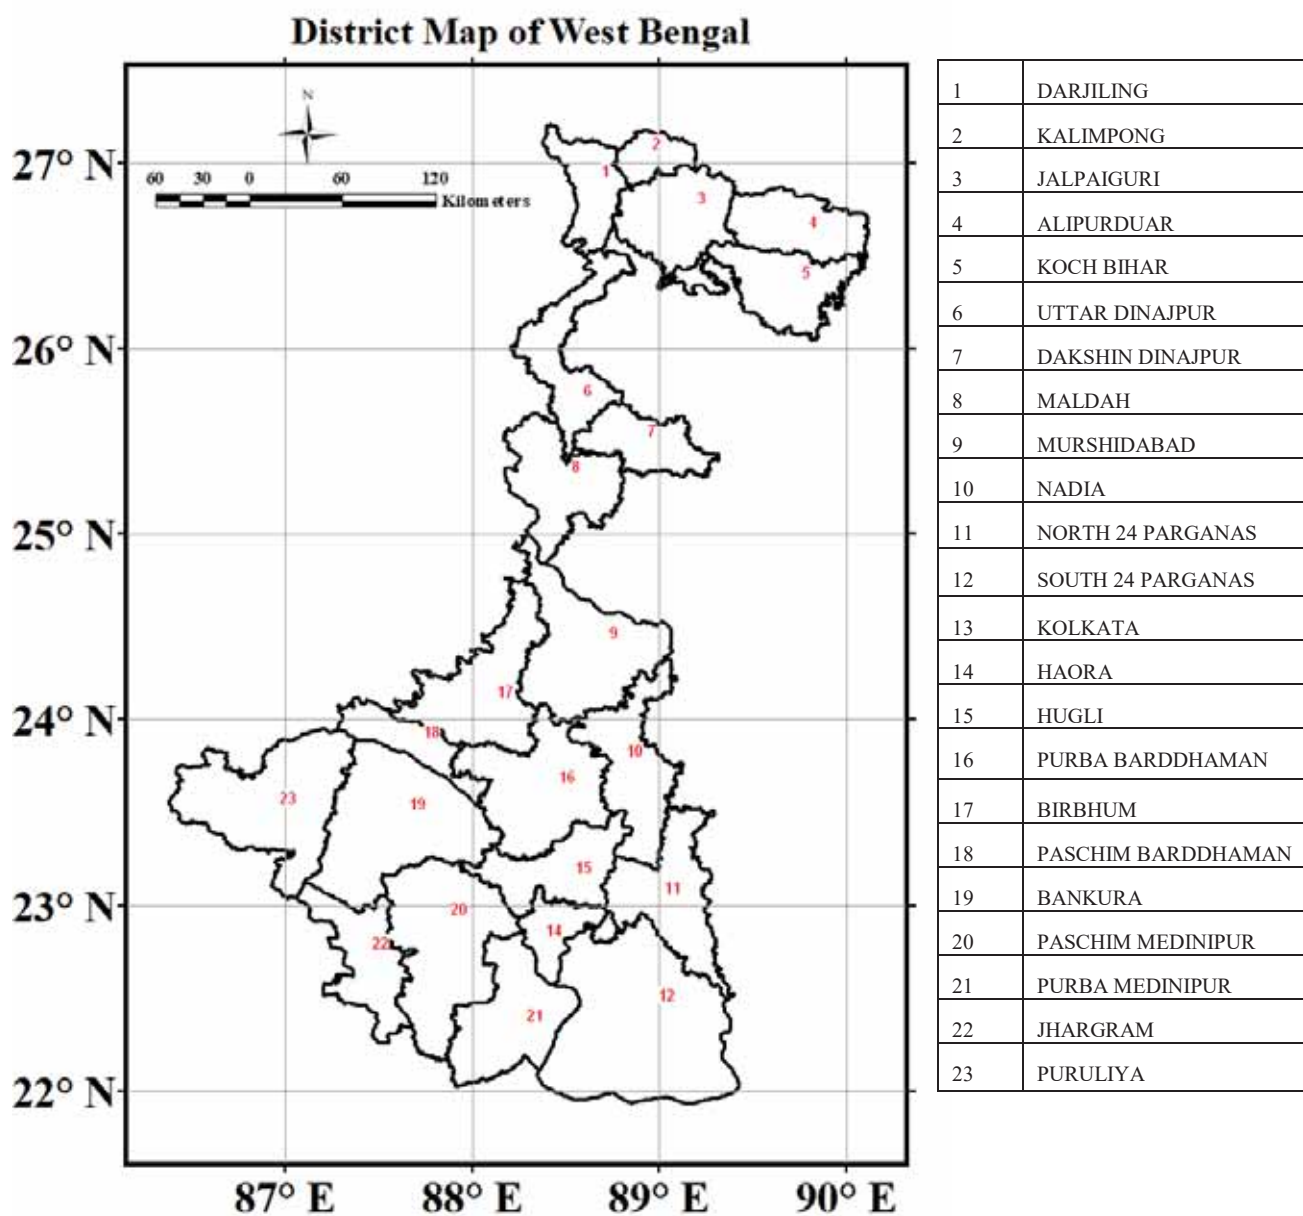 District Map of West Bengal
N
60 30 0 60 120
Kilometers
27° N
26° N
25° N
24° N
23° N
22° N
87° E 88° E 89° E 90° E
1
2
3
4
5
6
7
8
9
17
18
10
16
23
19
15
11
20
14
22
12
21
1 DARJILING
2 KALIMPONG
3 JALPAIGURI
4 ALIPURDUAR
5 KOCH BIHAR
6 UTTAR DINAJPUR
7 DAKSHIN DINAJPUR
8 MALDAH
9 MURSHIDABAD
10 NADIA
11 NORTH 24 PARGANAS
12 SOUTH 24 PARGANAS
13 KOLKATA
14 HAORA
15 HUGLI
16 PURBA BARDDHAMAN
17 BIRBHUM
18 PASCHIM BARDDHAMAN
19 BANKURA
20 PASCHIM MEDINIPUR
21 PURBA MEDINIPUR
22 JHARGRAM
23 PURULIYA